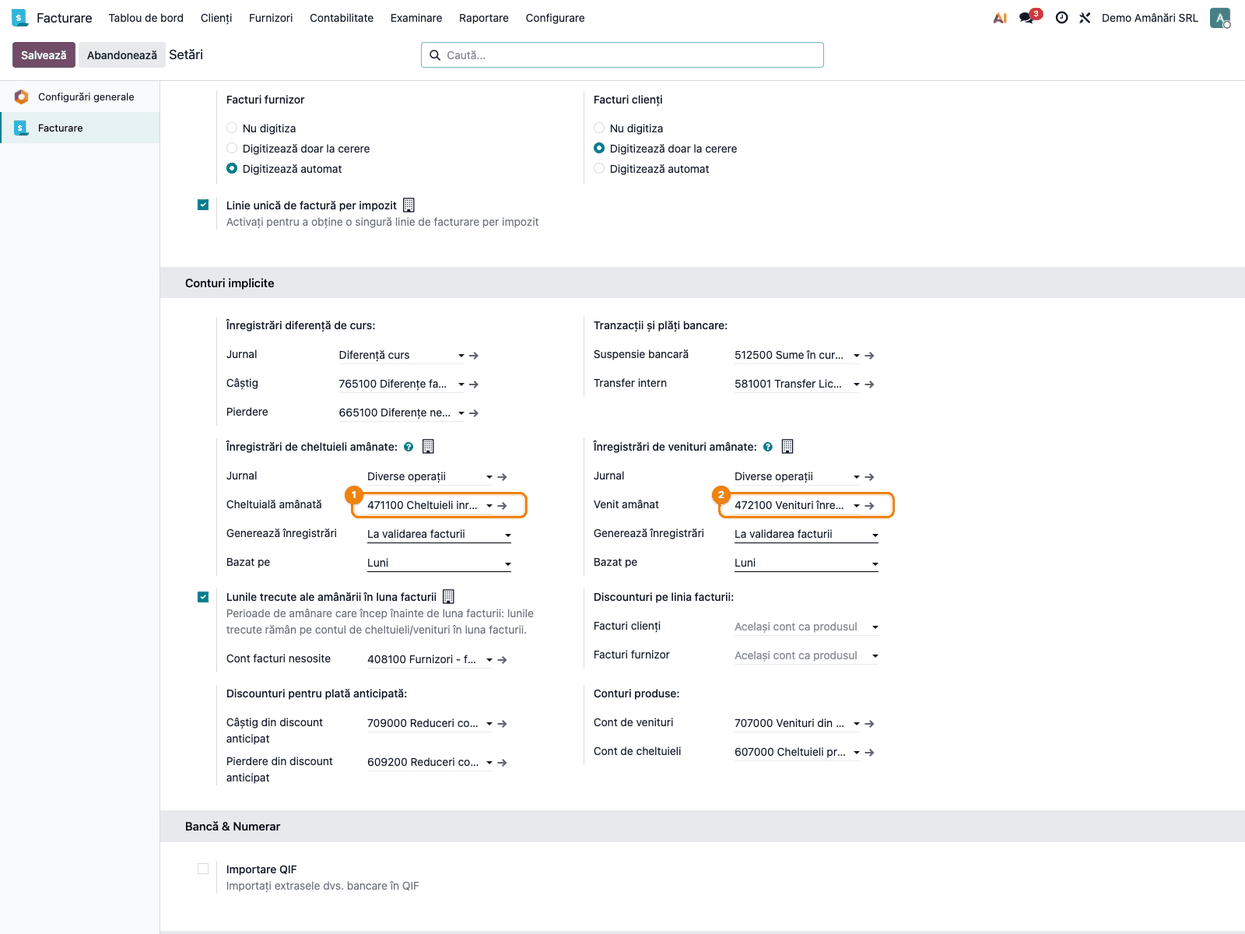 Facturare Tablou de bord Clienți Furnizori Contabilitate Examinare Raportare Configurare AI 3 Demo Amânări SRL A
Salvează Abandonează Setări Caută...
Configurări generale
Facturare
Facturi furnizor
Nu digitiza
Digitizează doar la cerere
Digitizează automat
Facturi clienți
Nu digitiza
Digitizează doar la cerere
Digitizează automat
Linie unică de factură per impozit
Activați pentru a obține o singură linie de facturare per impozit
Conturi implicite
Înregistrări diferență de curs:
Jurnal Diferență curs
Câștig 765100 Diferențe fa...
Pierdere 665100 Diferențe ne...
Tranzacții și plăți bancare:
Suspensie bancară 512500 Sume în cur...
Transfer intern 581001 Transfer Lic...
Înregistrări de cheltuieli amânate: ?
Jurnal Diverse operații
1
Cheltuială amânată 471100 Cheltuieli inr...
Generează înregistrări La validarea facturii
Bazat pe Luni
Înregistrări de venituri amânate: ?
Jurnal Diverse operații
2
Venit amânat 472100 Venituri înre...
Generează înregistrări La validarea facturii
Bazat pe Luni
Lunile trecute ale amânării în luna facturii
Perioade de amânare care încep înainte de luna facturii: lunile
trecute rămân pe contul de cheltuieli/venituri în luna facturii.
Cont facturi nesosite 408100 Furnizori - f...
Discounturi pe linia facturii:
Facturi clienți Același cont ca produsul
Facturi furnizor Același cont ca produsul
Discounturi pentru plată anticipată:
Câștig din discount
anticipat 709000 Reduceri co...
Pierdere din discount
anticipat 609200 Reduceri co...
Conturi produse:
Cont de venituri 707000 Venituri din ...
Cont de cheltuieli 607000 Cheltuieli pr...
Bancă & Numerar
Importare QIF
Importați extrasele dvs. bancare în QIF